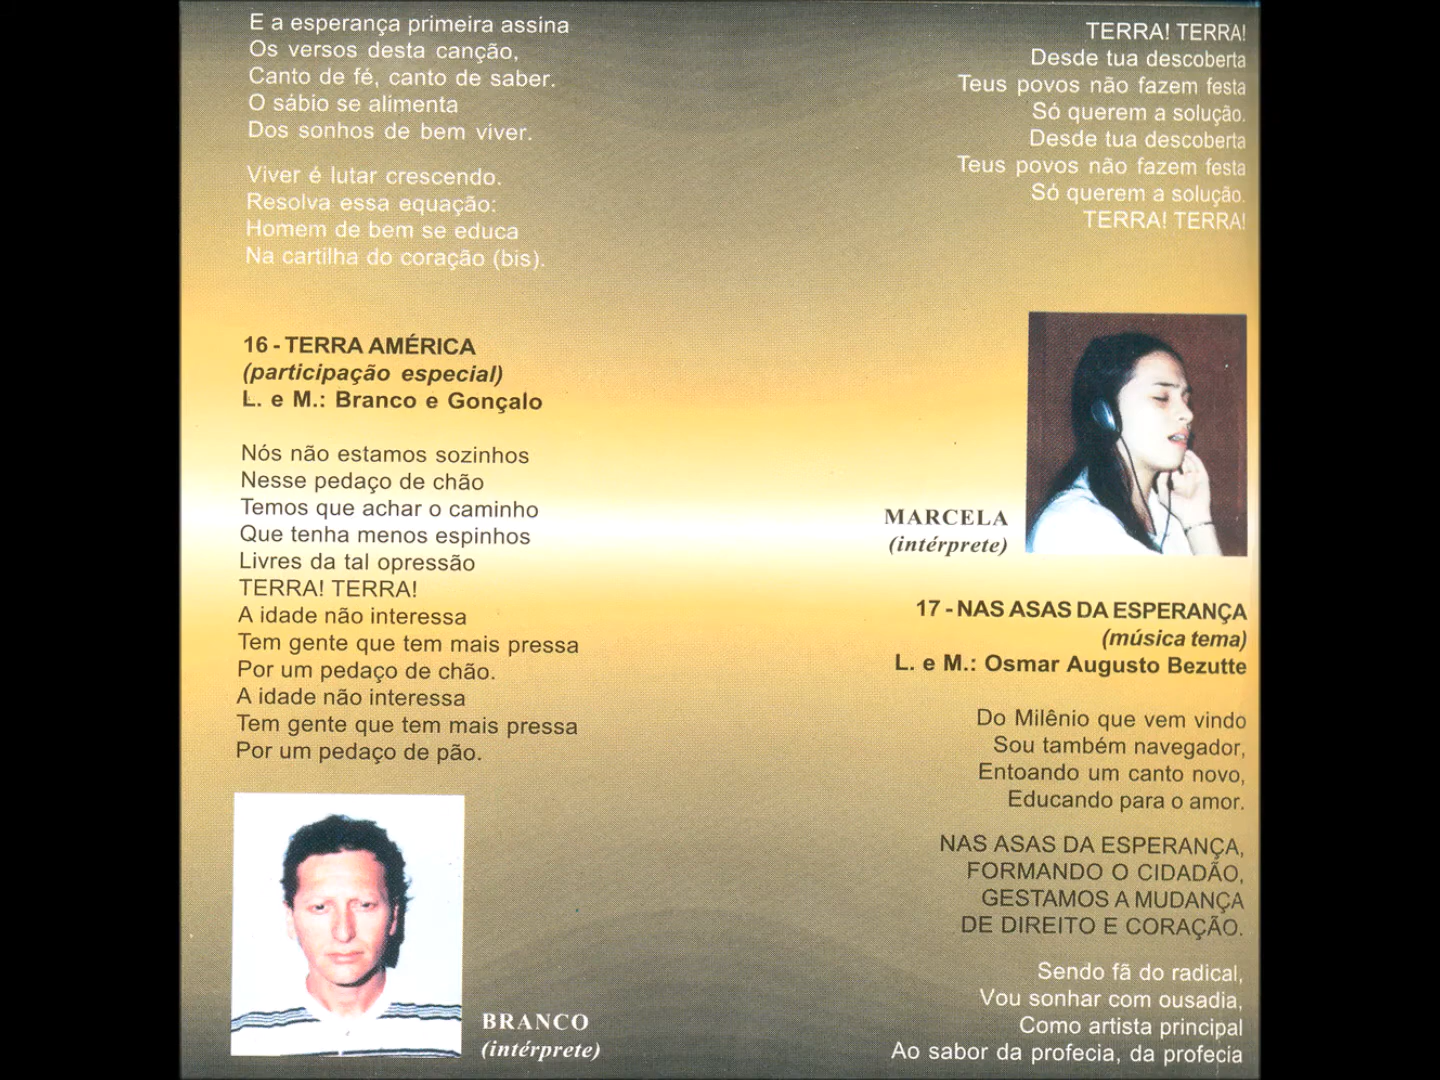 E a esperança primeira assina
Os versos desta canção,
Canto de fé, canto de saber.
O sábio se alimenta
Dos sonhos de bem viver.
Viver é lutar crescendo.
Resolva essa equação:
Homem de bem se educa
Na cartilha do coração (bis).
16 - TERRA AMÉRICA
(participação especial)
L. e M.: Branco e Gonçalo
Nós não estamos sozinhos
Nesse pedaço de chão
Temos que achar o caminho
Que tenha menos espinhos
Livres da tal opressão
TERRA! TERRA!
A idade não interessa
Tem gente que tem mais pressa
Por um pedaço de chão.
A idade não interessa
Tem gente que tem mais pressa
Por um pedaço de pão.
BRANCO
(intérprete)
TERRA! TERRA!
Desde tua descoberta
Teus povos não fazem festa
Só querem a solução.
Desde tua descoberta
Teus povos não fazem festa
Só querem a solução.
TERRA! TERRA!
MARCELA
(intérprete)
17 - NAS ASAS DA ESPERANÇA
(música tema)
L. e M.: Osmar Augusto Bezutte
Do Milênio que vem vindo
Sou também navegador,
Entoando um canto novo,
Educando para o amor.
NAS ASAS DA ESPERANÇA,
FORMANDO O CIDADÃO,
GESTAMOS A MUDANÇA
DE DIREITO E CORAÇÃO.
Sendo fã do radical,
Vou sonhar com ousadia,
Como artista principal
Ao sabor da profecia, da profecia